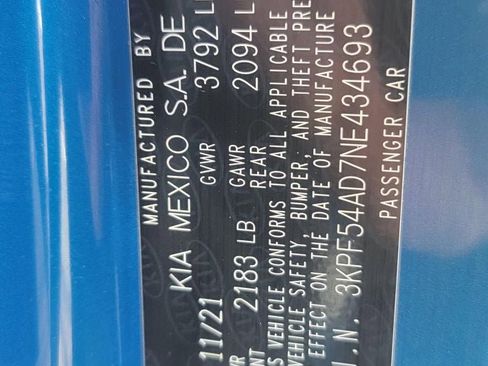 MANUFACTURED BY
KIA MEXICO S.A. DE
11/21 GVWR 3792 L
GAWR
NT 2183 LB REAR 2094 L
S VEHICLE CONFORMS TO ALL APPLICABLE
VEHICLE SAFETY, BUMPER, AND THEFT PRE
EFFECT ON THE DATE OF MANUFACTURE
I.N. 3KPF54AD7NE434693
PASSENGER CAR